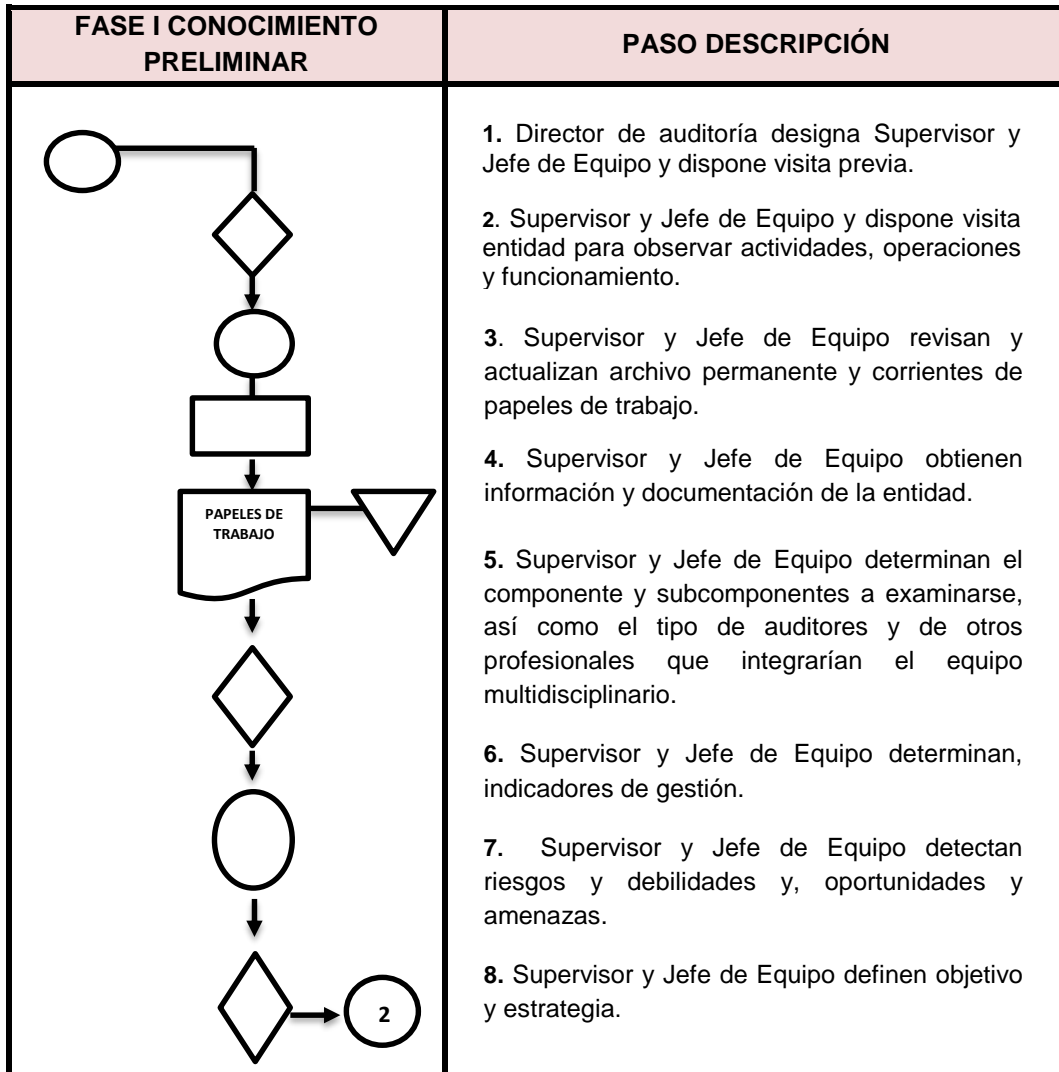 FASE I CONOCIMIENTO
PRELIMINAR
PASO DESCRIPCIÓN
PAPELES DE
TRABAJO
2
1. Director de auditoría designa Supervisor y
Jefe de Equipo y dispone visita previa.
2. Supervisor y Jefe de Equipo y dispone visita
entidad para observar actividades, operaciones
y funcionamiento.
3. Supervisor y Jefe de Equipo revisan y
actualizan archivo permanente y corrientes de
papeles de trabajo.
4. Supervisor y Jefe de Equipo obtienen
información y documentación de la entidad.
5. Supervisor y Jefe de Equipo determinan el
componente y subcomponentes a examinarse,
así como el tipo de auditores y de otros
profesionales que integrarían el equipo
multidisciplinario.
6. Supervisor y Jefe de Equipo determinan,
indicadores de gestión.
7. Supervisor y Jefe de Equipo detectan
riesgos y debilidades y, oportunidades y
amenazas.
8. Supervisor y Jefe de Equipo definen objetivo
y estrategia.